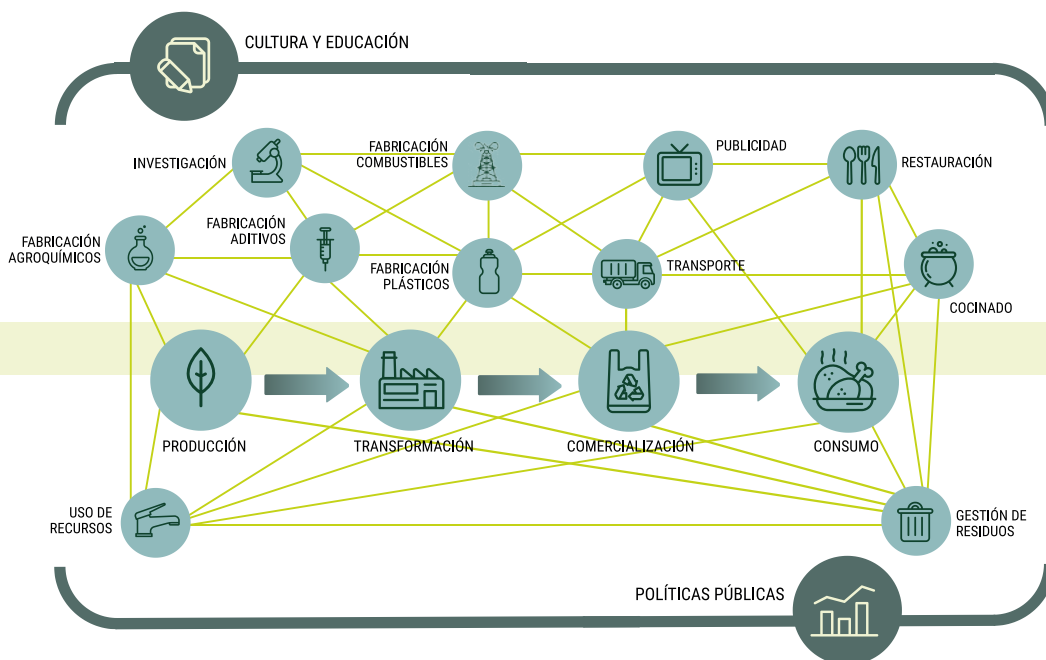 CULTURA Y EDUCACIÓN
INVESTIGACIÓN
FABRICACIÓN
COMBUSTIBLES
PUBLICIDAD
RESTAURACIÓN
FABRICACIÓN
AGROQUÍMICOS
FABRICACIÓN
ADITIVOS
FABRICACIÓN
PLÁSTICOS
TRANSPORTE
COCINADO
PRODUCCIÓN
TRANSFORMACIÓN
COMERCIALIZACIÓN
CONSUMO
USO DE
RECURSOS
GESTIÓN DE
RESIDUOS
POLÍTICAS PÚBLICAS